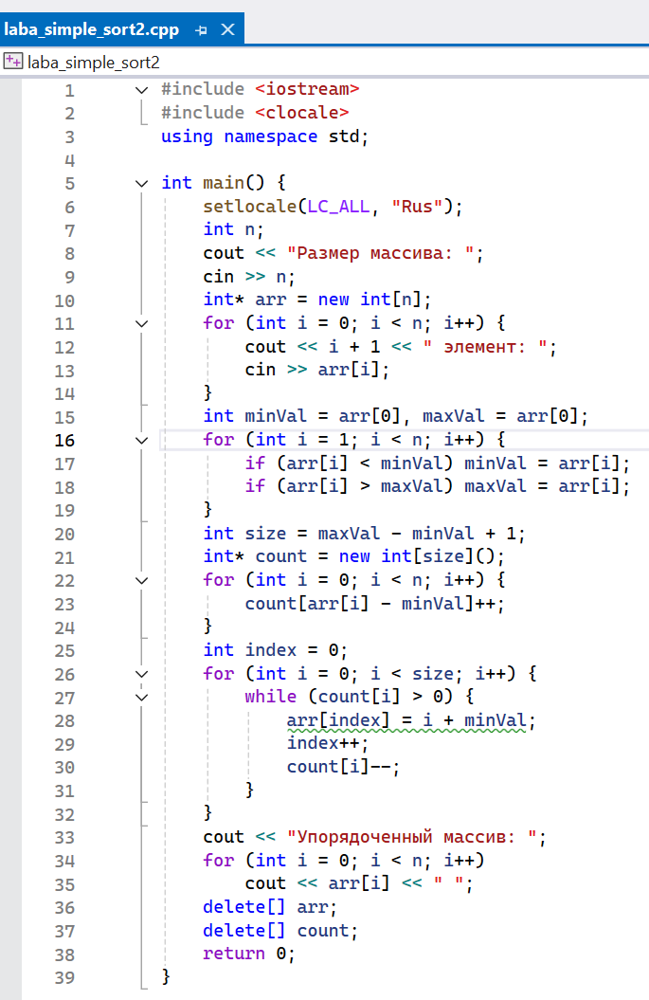 laba_simple_sort2.cpp
laba_simple_sort2
1 #include <iostream>
2 #include <clocale>
3 using namespace std;
4
5 int main() {
6 setlocale(LC_ALL, "Rus");
7 int n;
8 cout << "Размер массива: ";
9 cin >> n;
10 int* arr = new int[n];
11 for (int i = 0; i < n; i++) {
12 cout << i + 1 << " элемент: ";
13 cin >> arr[i];
14 }
15 int minVal = arr[0], maxVal = arr[0];
16 for (int i = 1; i < n; i++) {
17 if (arr[i] < minVal) minVal = arr[i];
18 if (arr[i] > maxVal) maxVal = arr[i];
19 }
20 int size = maxVal - minVal + 1;
21 int* count = new int[size]();
22 for (int i = 0; i < n; i++) {
23 count[arr[i] - minVal]++;
24 }
25 int index = 0;
26 for (int i = 0; i < size; i++) {
27 while (count[i] > 0) {
28 arr[index] = i + minVal;
29 index++;
30 count[i]--;
31 }
32 }
33 cout << "Упорядоченный массив: ";
34 for (int i = 0; i < n; i++)
35 cout << arr[i] << " ";
36 delete[] arr;
37 delete[] count;
38 return 0;
39 }